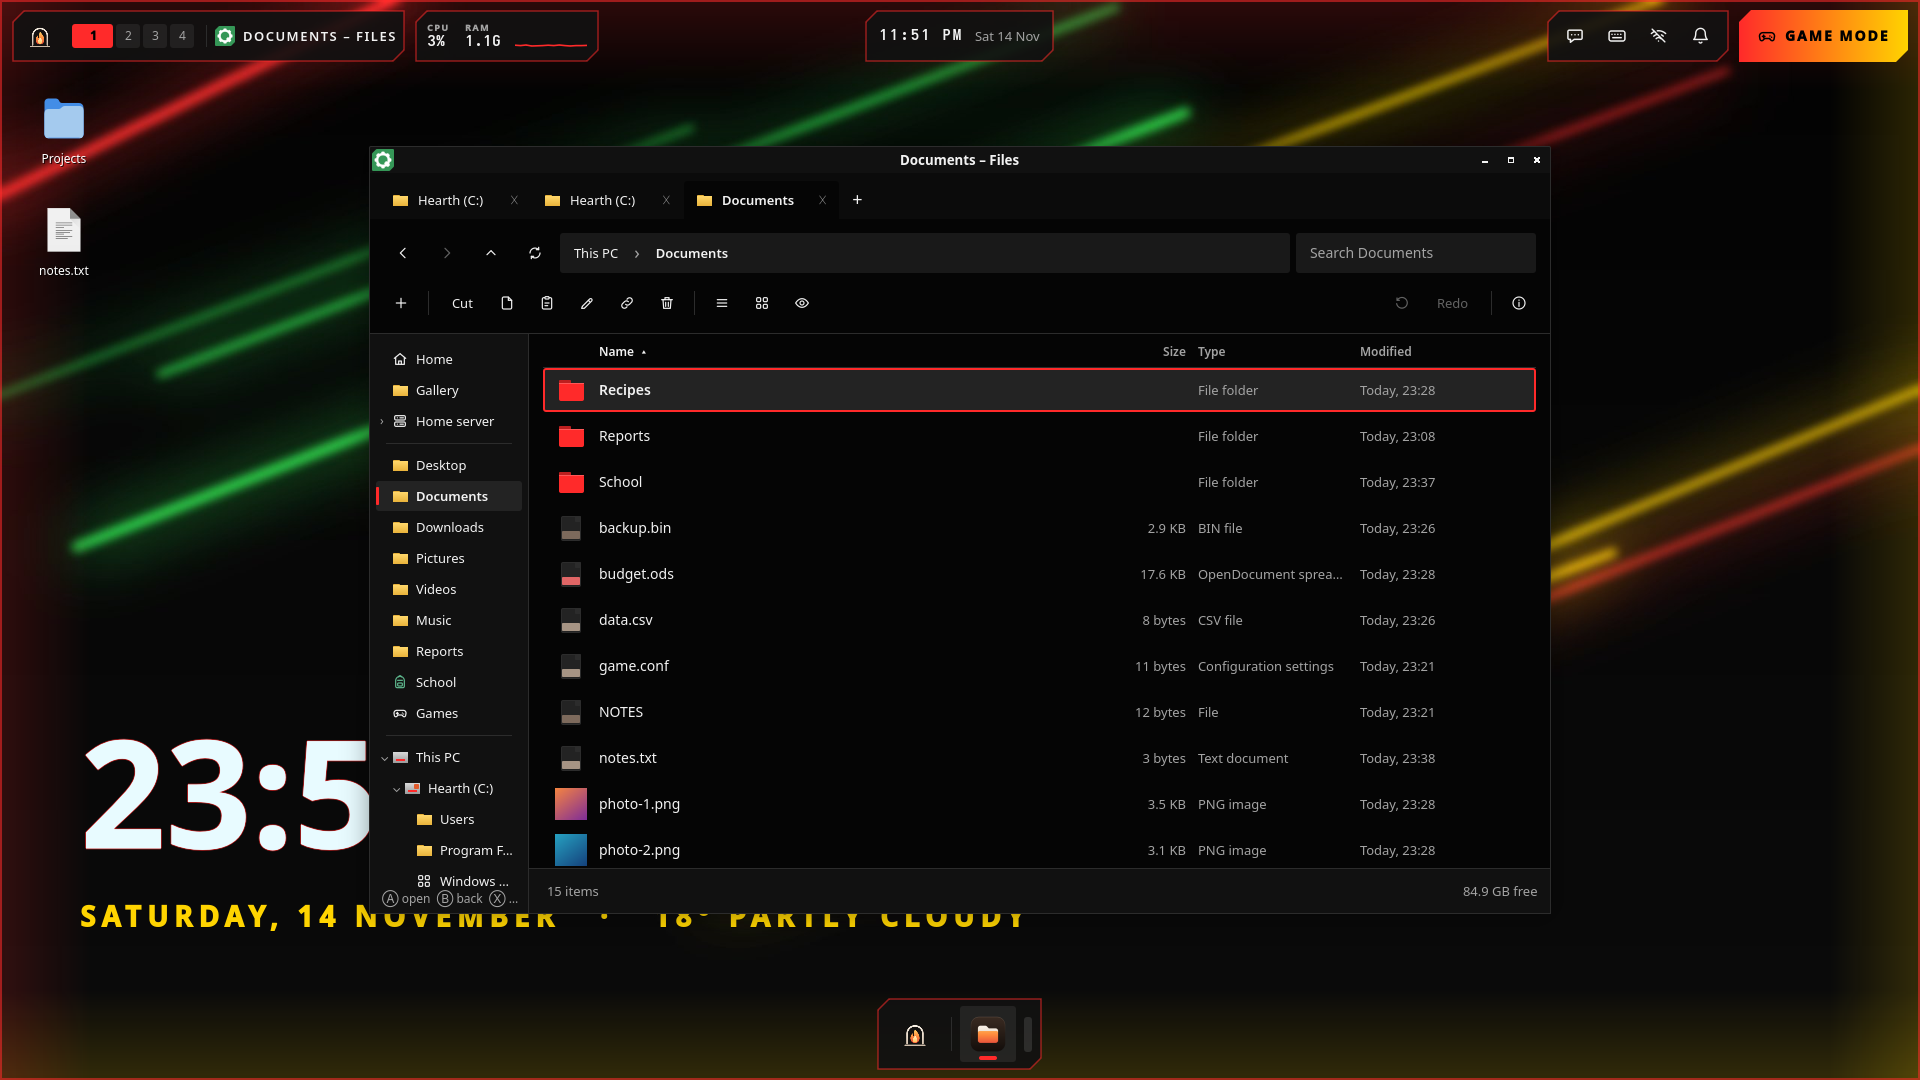 1 2 3 4 DOCUMENTS – FILES
CPU 3% RAM 1.1G
11:51 PM Sat 14 Nov
GAME MODE
Projects
notes.txt
Documents – Files
Hearth (C:) X Hearth (C:) X Documents X +
This PC › Documents
Search Documents
Cut
Redo
Home
Gallery
Home server
Desktop
Documents
Downloads
Pictures
Videos
Music
Reports
School
Games
This PC
Hearth (C:)
Users
Program F...
Windows ...
A open B back X ...
Name Size Type Modified
Recipes File folder Today, 23:28
Reports File folder Today, 23:08
School File folder Today, 23:37
backup.bin 2.9 KB BIN file Today, 23:26
budget.ods 17.6 KB OpenDocument sprea... Today, 23:28
data.csv 8 bytes CSV file Today, 23:26
game.conf 11 bytes Configuration settings Today, 23:21
NOTES 12 bytes File Today, 23:21
notes.txt 3 bytes Text document Today, 23:38
photo-1.png 3.5 KB PNG image Today, 23:28
photo-2.png 3.1 KB PNG image Today, 23:28
15 items 84.9 GB free
23:5
SATURDAY, 14 NOVEMBER · 18° PARTLY CLOUDY